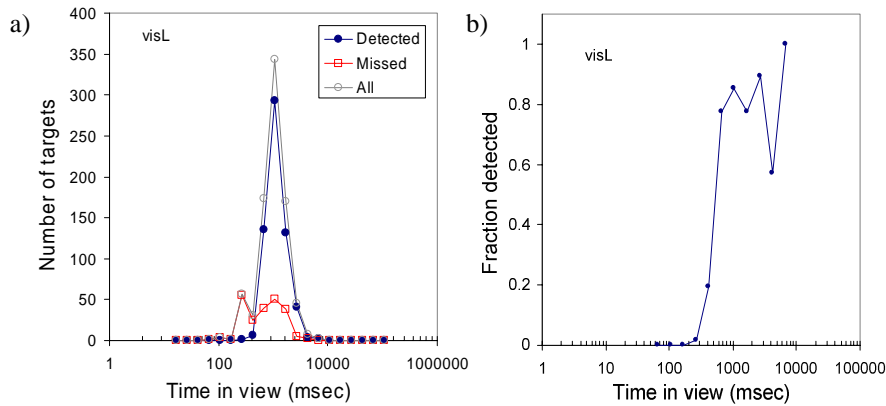 a)
visL
Detected
Missed
All
Number of targets
400
350
300
250
200
150
100
50
0
1
100
10000
1000000
Time in view (msec)
b)
visL
Fraction detected
1
0.8
0.6
0.4
0.2
0
1
10
100
1000
10000
100000
Time in view (msec)